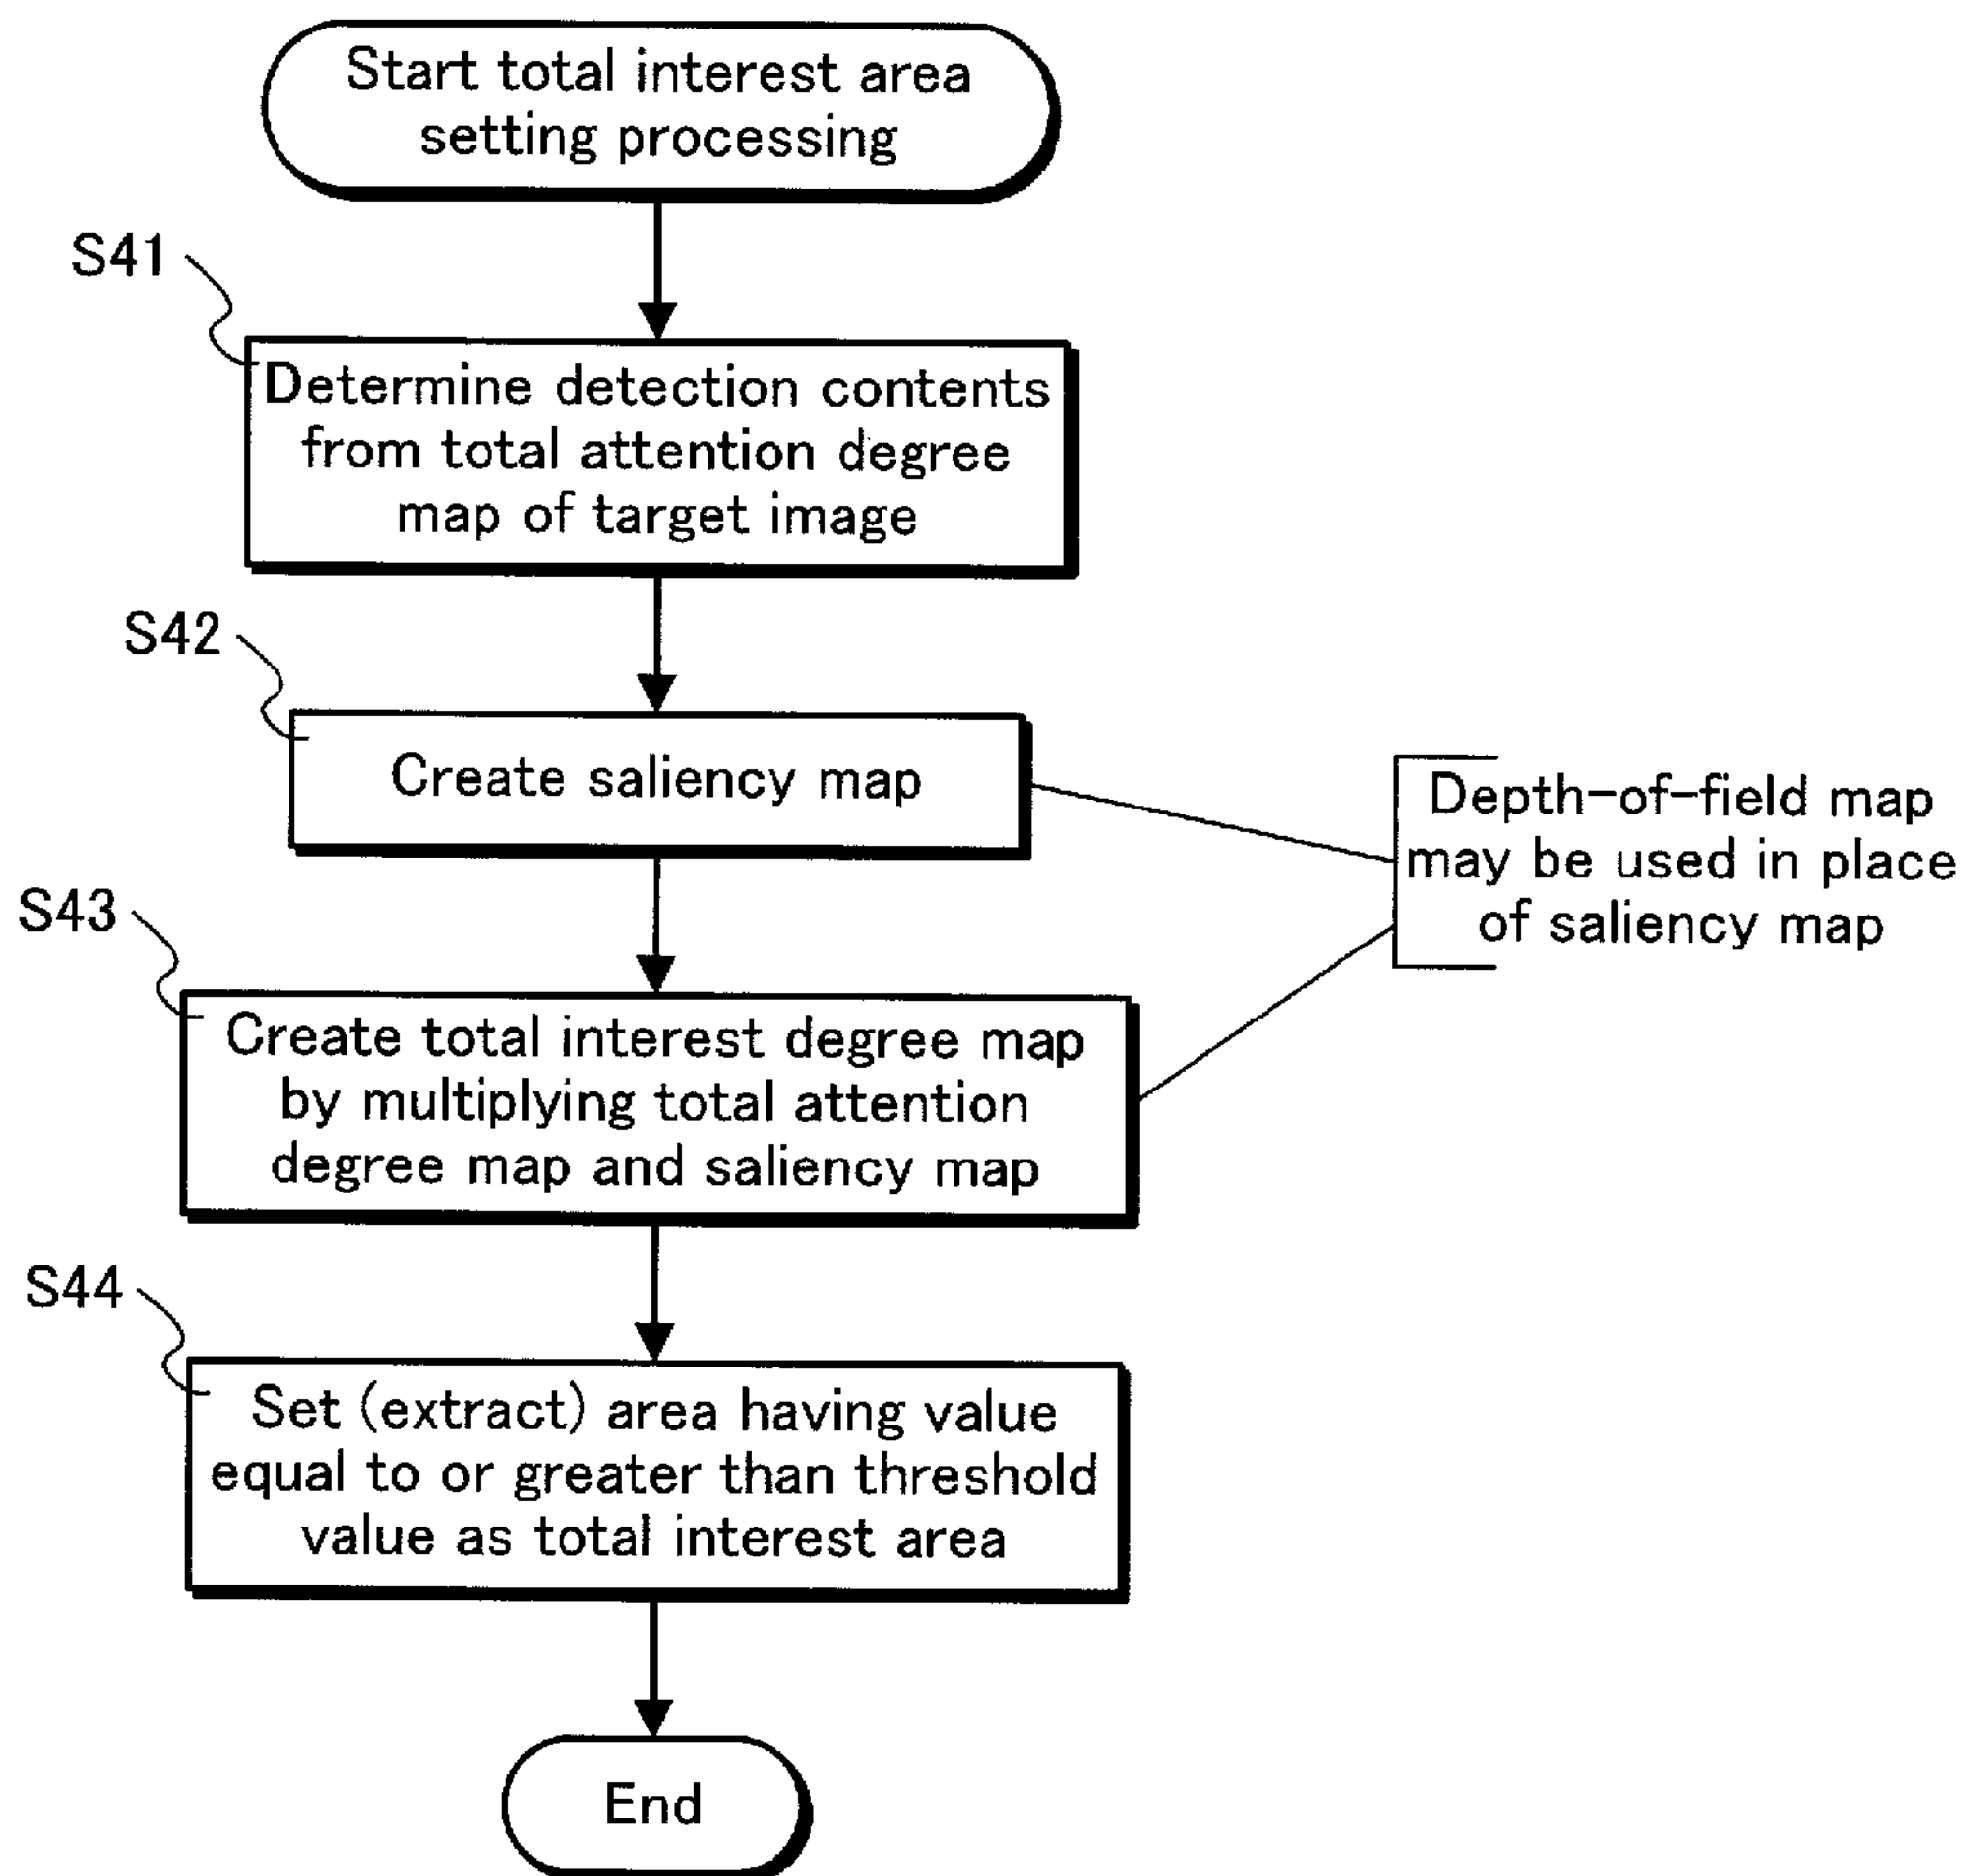 Start total interest area
setting processing
S41
Determine detection contents
from total attention degree
map of target image
S42
Create saliency map
Depth-of-field map
may be used in place
of saliency map
S43
Create total interest degree map
by multiplying total attention
degree map and saliency map
S44
Set (extract) area having value
equal to or greater than threshold
value as total interest area
End